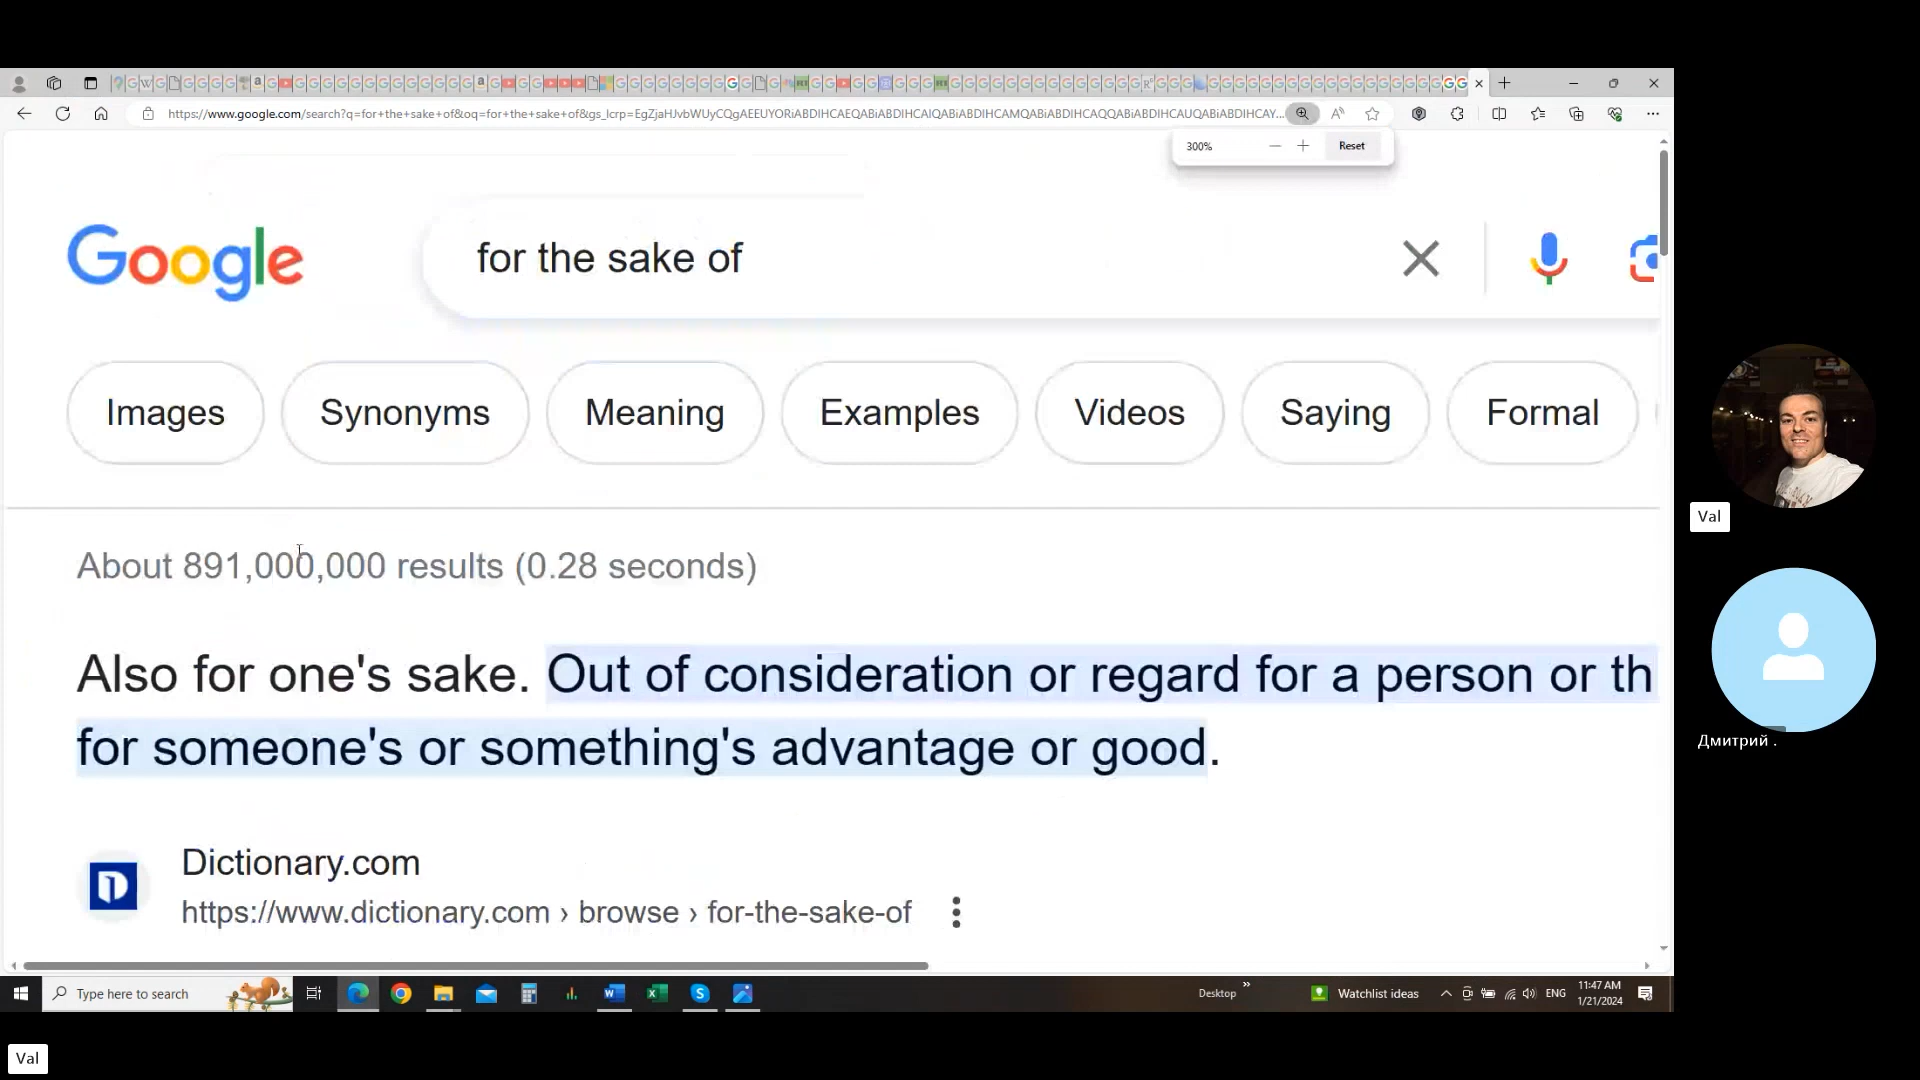 https://www.google.com/search?q=for+the+sake+of&oq=for+the+sake+of&gs_lcrp=EgZjaHJvbWUyCQgAEEUYORiABDIHCAEQABiABDIHCAIQABiABDIHCAMQABiABDIHCAQQABiABDIHCAUQABiABDIHCAY...
300%
Reset
Google
for the sake of
Images
Synonyms
Meaning
Examples
Videos
Saying
Formal
About 891,000,000 results (0.28 seconds)
Also for one's sake. Out of consideration or regard for a person or th
for someone's or something's advantage or good.
Dictionary.com
https://www.dictionary.com › browse › for-the-sake-of
Val
Дмитрий .
Type here to search
Desktop
Watchlist ideas
ENG
11:47 AM
1/21/2024
Val